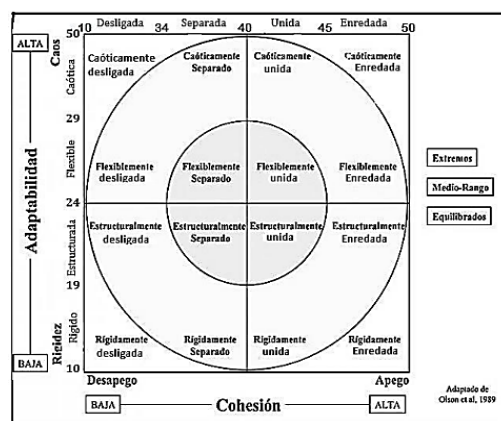 Desligada Separada Unida Enredada
10 34 40 45 50
50
ALTA
Caos
Caóticamente desligada
Caóticamente Separado
Caóticamente unida
Caóticamente Enredada
Caótica
29
Flexible
Flexiblemente desligada
Flexiblemente Separado
Flexiblemente unida
Flexiblemente Enredada
Extremos
Medio-Rango
Equilibrados
Adaptabilidad
24
Estructuralmente desligada
Estructuralmente Separado
Estructuralmente unida
Estructuralmente Enredada
Estructurada
19
Rígido
Rigidez
Rígidamente desligada
Rígidamente Separado
Rígidamente unida
Rígidamente Enredada
BAJA
10
Desapego Apego
BAJA Cohesión ALTA
Adaptado de
Olson et al, 1989